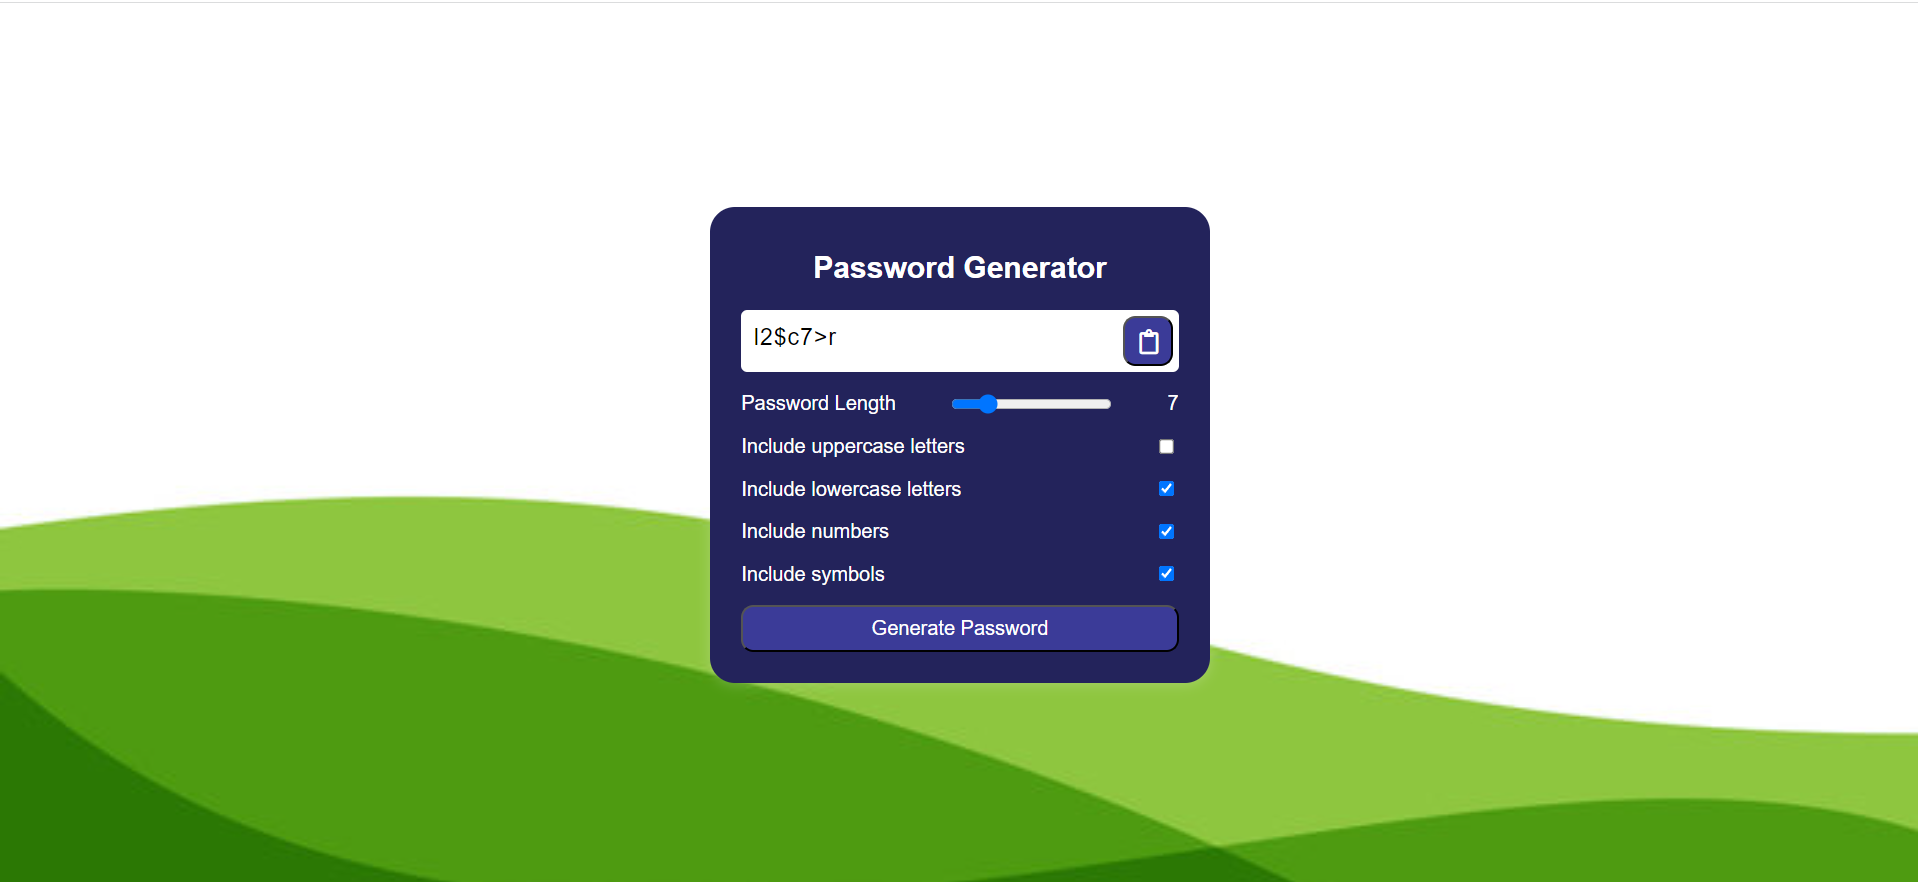 Password Generator
l2$c7>r
Password Length 7
Include uppercase letters
Include lowercase letters
Include numbers
Include symbols
Generate Password